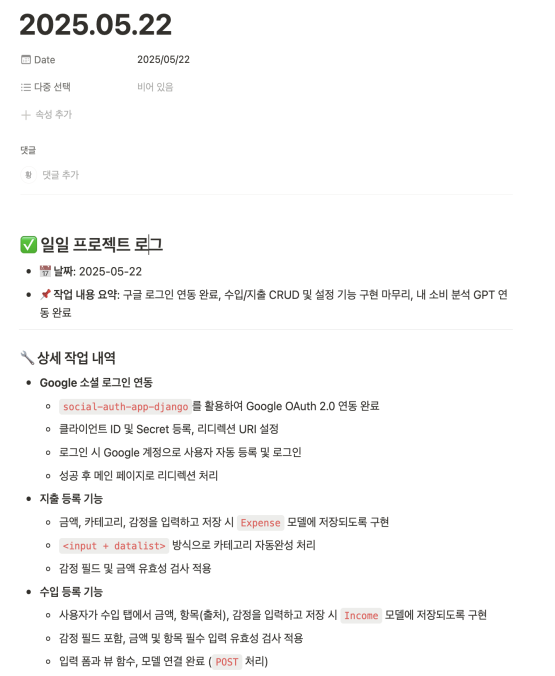 2025.05.22
Date 2025/05/22
다중 선택 비어 있음
속성 추가
댓글
황 댓글 추가
✅ 일일 프로젝트 로그
• 📅 날짜: 2025-05-22
• 📌 작업 내용 요약: 구글 로그인 연동 완료, 수입/지출 CRUD 및 설정 기능 구현 마무리, 내 소비 분석 GPT 연
동 완료
🔧 상세 작업 내역
• Google 소셜 로그인 연동
◦ social-auth-app-django를 활용하여 Google OAuth 2.0 연동 완료
◦ 클라이언트 ID 및 Secret 등록, 리디렉션 URI 설정
◦ 로그인 시 Google 계정으로 사용자 자동 등록 및 로그인
◦ 성공 후 메인 페이지로 리디렉션 처리
• 지출 등록 기능
◦ 금액, 카테고리, 감정을 입력하고 저장 시 Expense 모델에 저장되도록 구현
◦ <input + datalist> 방식으로 카테고리 자동완성 처리
◦ 감정 필드 및 금액 유효성 검사 적용
• 수입 등록 기능
◦ 사용자가 수입 탭에서 금액, 항목(출처), 감정을 입력하고 저장 시 Income 모델에 저장되도록 구현
◦ 감정 필드 포함, 금액 및 항목 필수 입력 유효성 검사 적용
◦ 입력 폼과 뷰 함수, 모델 연결 완료 (POST 처리)